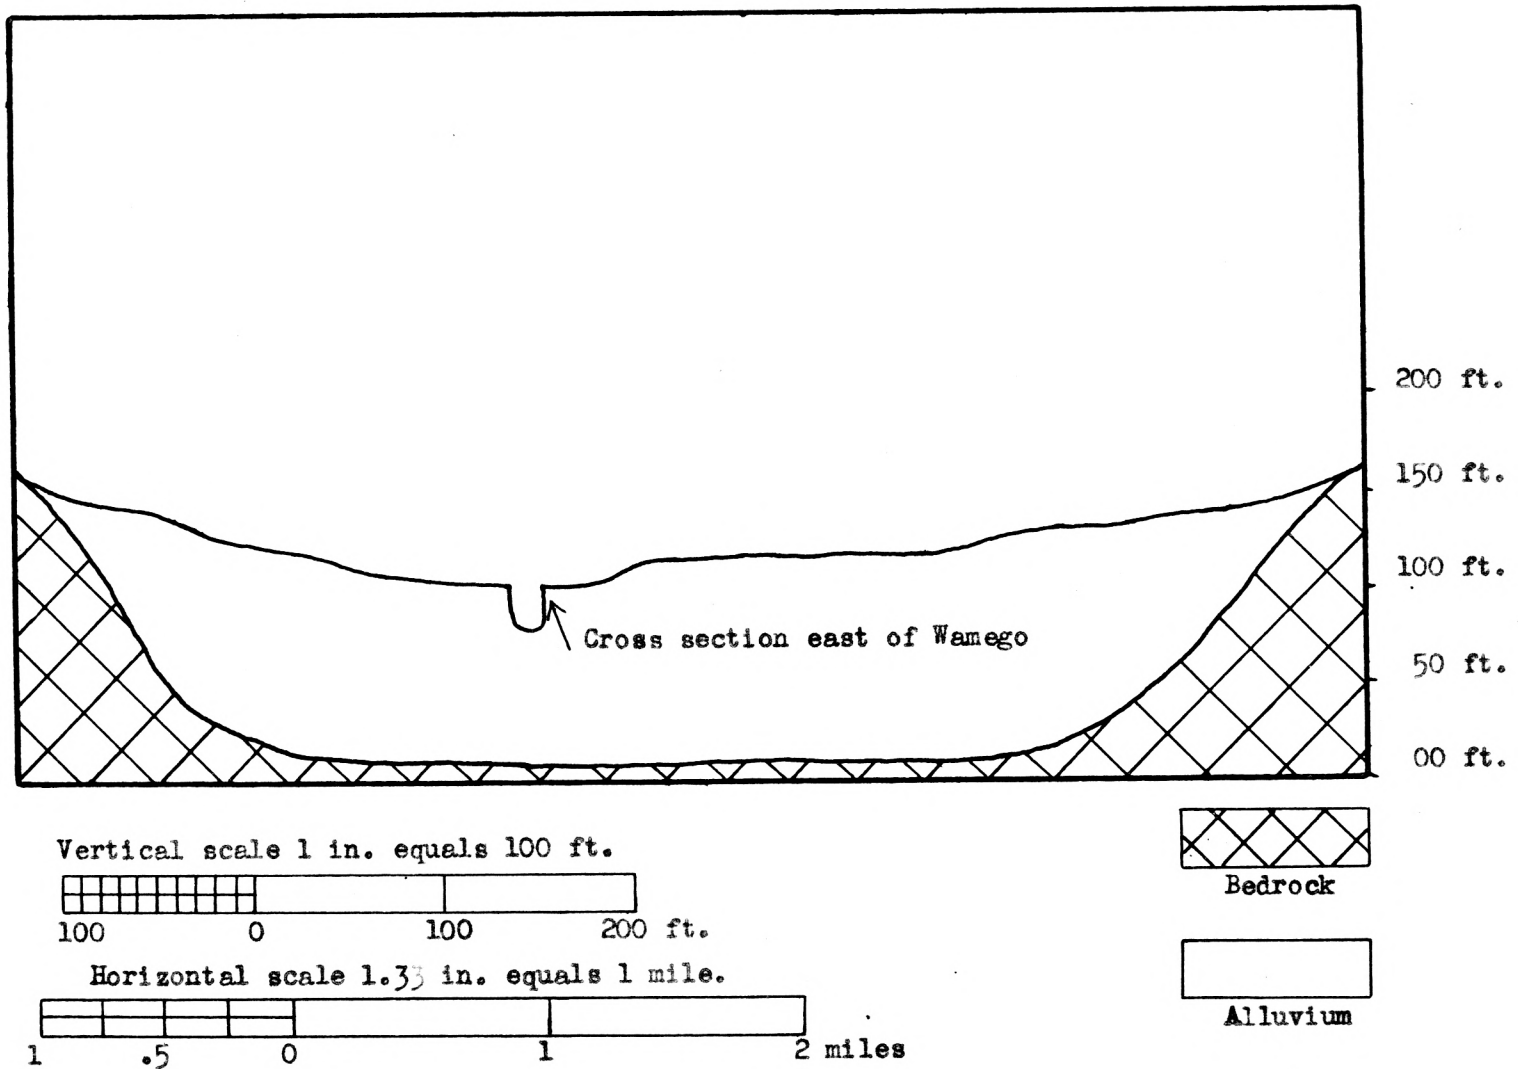 200 ft.
150 ft.
100 ft.
Cross section east of Wamego
50 ft.
00 ft.
Vertical scale 1 in. equals 100 ft.
100 0 100 200 ft.
Horizontal scale 1.33 in. equals 1 mile.
1 .5 0 1 2 miles
Bedrock
Alluvium